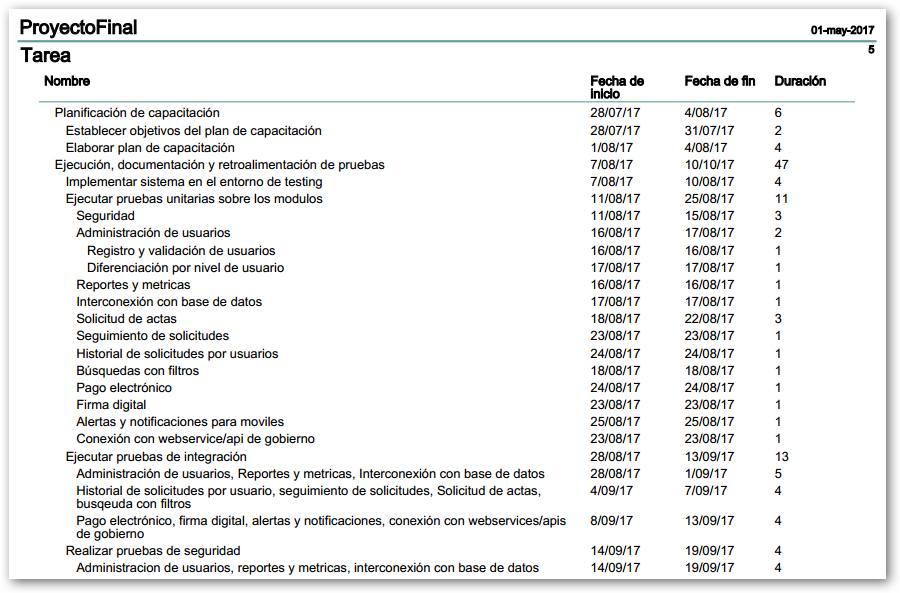 ProyectoFinal
01-may-2017
Tarea
5
Nombre Fecha de inicio Fecha de fin Duración
Planificación de capacitación 28/07/17 4/08/17 6
Establecer objetivos del plan de capacitación 28/07/17 31/07/17 2
Elaborar plan de capacitación 1/08/17 4/08/17 4
Ejecución, documentación y retroalimentación de pruebas 7/08/17 10/10/17 47
Implementar sistema en el entorno de testing 7/08/17 10/08/17 4
Ejecutar pruebas unitarias sobre los modulos 11/08/17 25/08/17 11
Seguridad 11/08/17 15/08/17 3
Administración de usuarios 16/08/17 17/08/17 2
Registro y validación de usuarios 16/08/17 16/08/17 1
Diferenciación por nivel de usuario 17/08/17 17/08/17 1
Reportes y metricas 16/08/17 16/08/17 1
Interconexión con base de datos 17/08/17 17/08/17 1
Solicitud de actas 18/08/17 22/08/17 3
Seguimiento de solicitudes 23/08/17 23/08/17 1
Historial de solicitudes por usuarios 24/08/17 24/08/17 1
Búsquedas con filtros 18/08/17 18/08/17 1
Pago electrónico 24/08/17 24/08/17 1
Firma digital 23/08/17 23/08/17 1
Alertas y notificaciones para moviles 25/08/17 25/08/17 1
Conexión con webservice/api de gobierno 23/08/17 23/08/17 1
Ejecutar pruebas de integración 28/08/17 13/09/17 13
Administración de usuarios, Reportes y metricas, Interconexión con base de datos 28/08/17 1/09/17 5
Historial de solicitudes por usuario, seguimiento de solicitudes, Solicitud de actas, 4/09/17 7/09/17 4
busqeuda con filtros
Pago electrónico, firma digital, alertas y notificaciones, conexión con webservices/apis 8/09/17 13/09/17 4
de gobierno
Realizar pruebas de seguridad 14/09/17 19/09/17 4
Administracion de usuarios, reportes y metricas, interconexión con base de datos 14/09/17 19/09/17 4